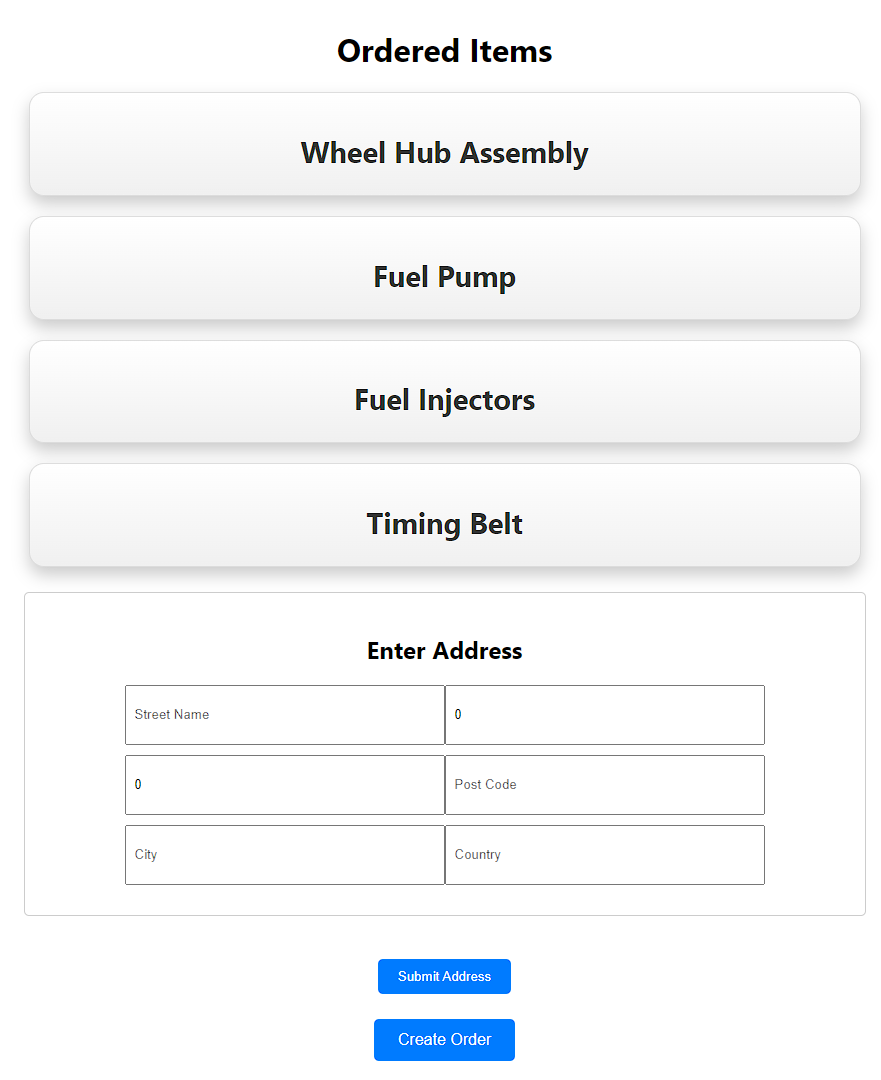 Ordered Items
Wheel Hub Assembly
Fuel Pump
Fuel Injectors
Timing Belt
Enter Address
Street Name 0
0 Post Code
City Country
Submit Address
Create Order